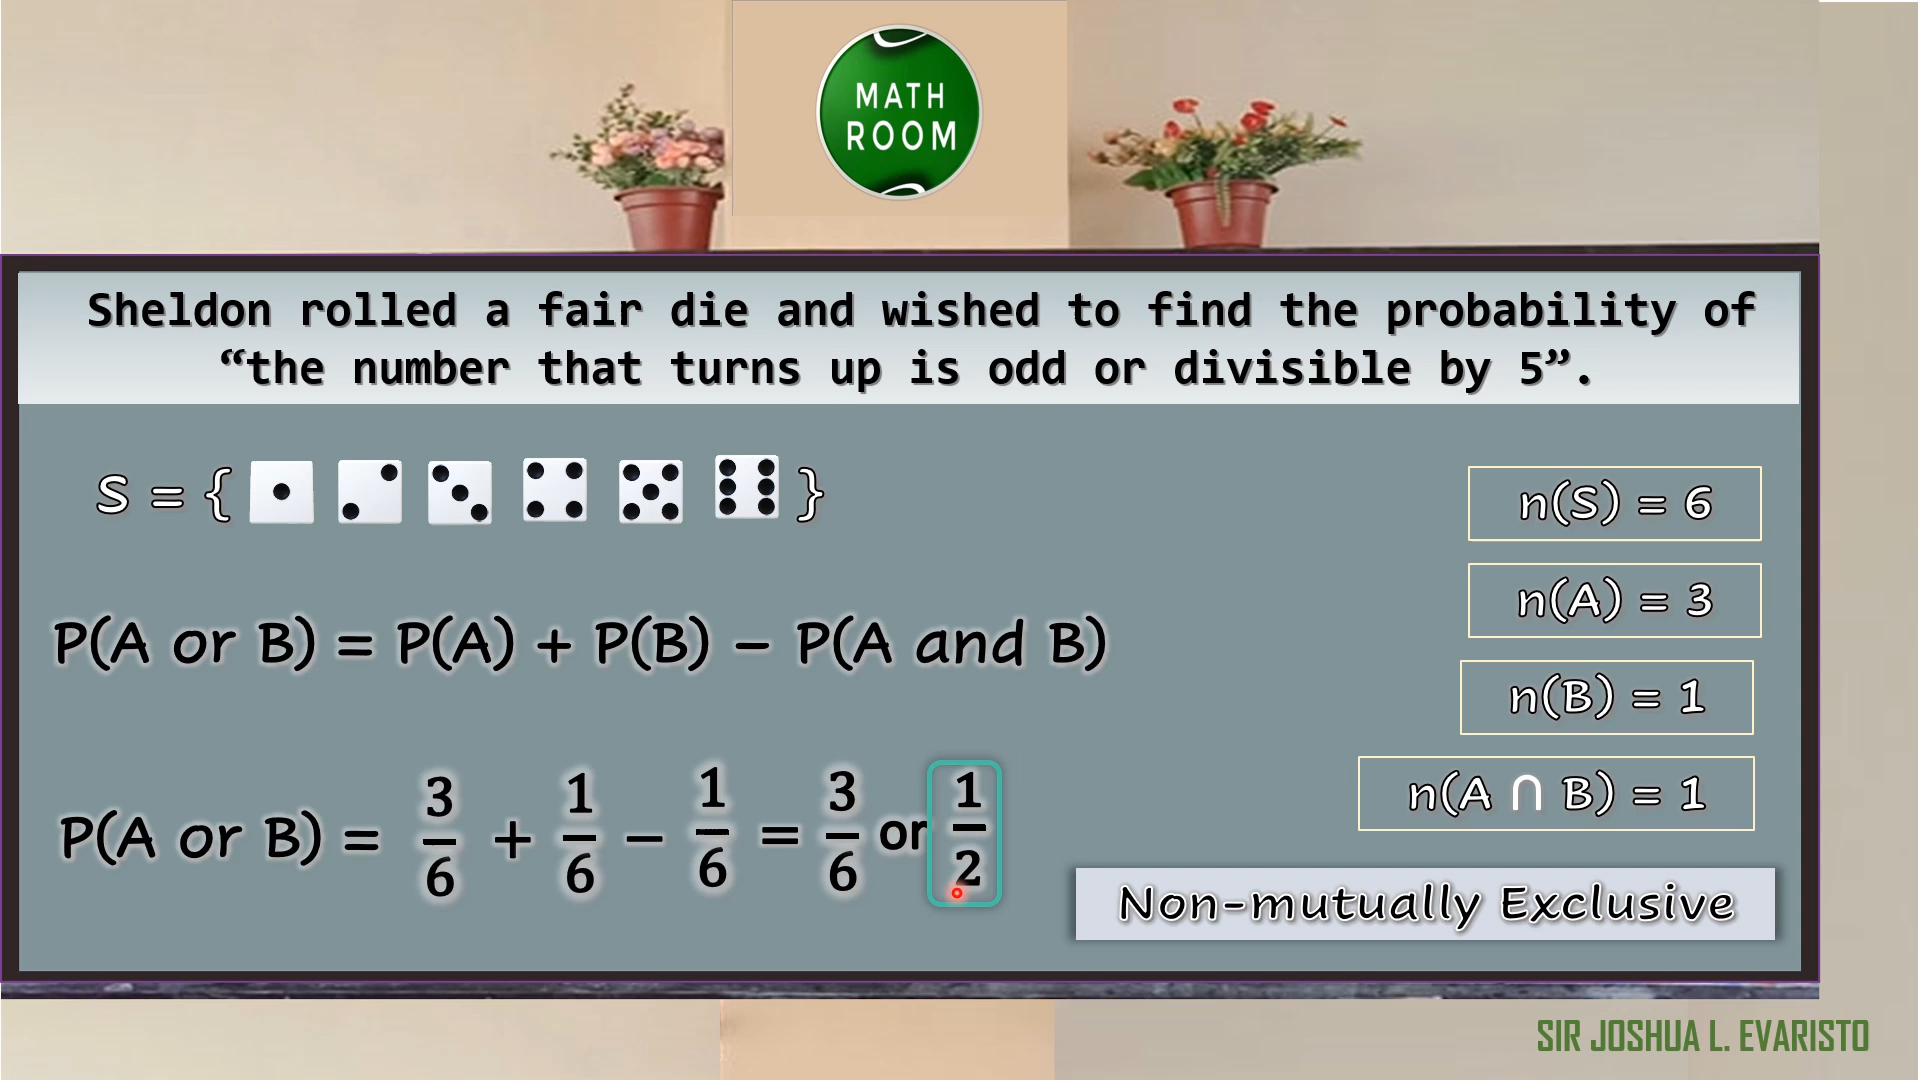 MATH
ROOM
Sheldon rolled a fair die and wished to find the probability of
“the number that turns up is odd or divisible by 5”.
S = { }
n(S) = 6
n(A) = 3
P(A or B) = P(A) + P(B) – P(A and B)
n(B) = 1
n(A ∩ B) = 1
P(A or B) = 3/6 + 1/6 − 1/6 = 3/6 or 1/2
Non-mutually Exclusive
SIR JOSHUA L. EVARISTO